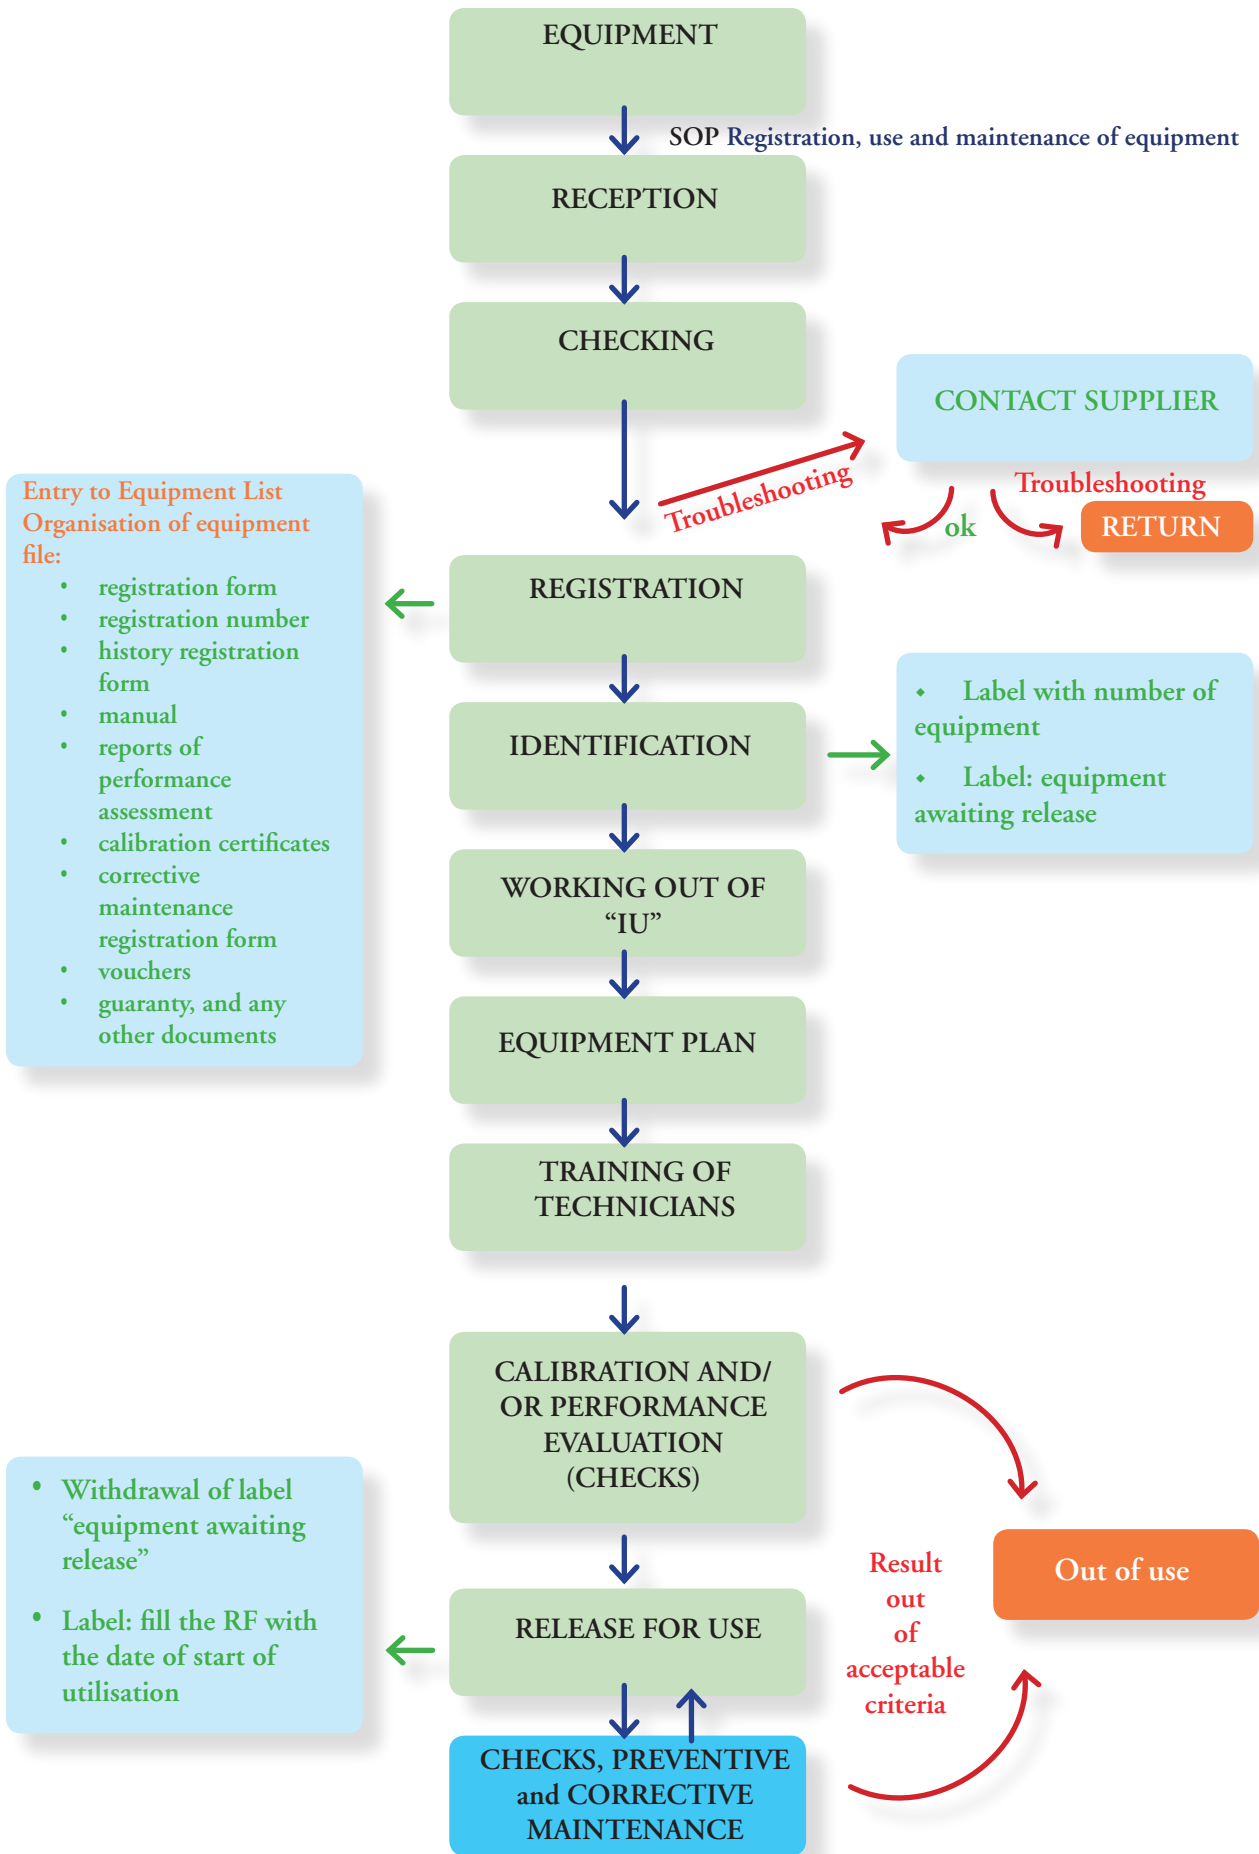 EQUIPMENT
SOP Registration, use and maintenance of equipment
RECEPTION
CHECKING
CONTACT SUPPLIER
Troubleshooting
Troubleshooting
ok
RETURN
Entry to Equipment List
Organisation of equipment
file:
• registration form
• registration number
• history registration
form
• manual
• reports of
performance
assessment
• calibration certificates
• corrective
maintenance
registration form
• vouchers
• guaranty, and any
other documents
REGISTRATION
IDENTIFICATION
◆ Label with number of
equipment
◆ Label: equipment
awaiting release
WORKING OUT OF
“IU”
EQUIPMENT PLAN
TRAINING OF
TECHNICIANS
CALIBRATION AND/
OR PERFORMANCE
EVALUATION
(CHECKS)
• Withdrawal of label
“equipment awaiting
release”
• Label: fill the RF with
the date of start of
utilisation
RELEASE FOR USE
Result
out
of
acceptable
criteria
Out of use
CHECKS, PREVENTIVE
and CORRECTIVE
MAINTENANCE